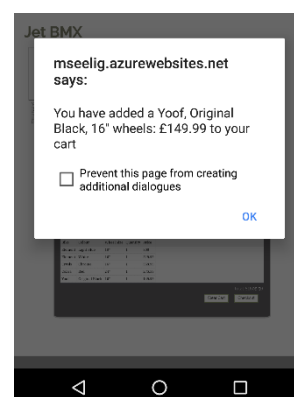 Jet BMX
mseelig.azurewebsites.net
says:
You have added a Yoof, Original
Black, 16" wheels: £149.99 to your
cart
Prevent this page from creating
additional dialogues
OK